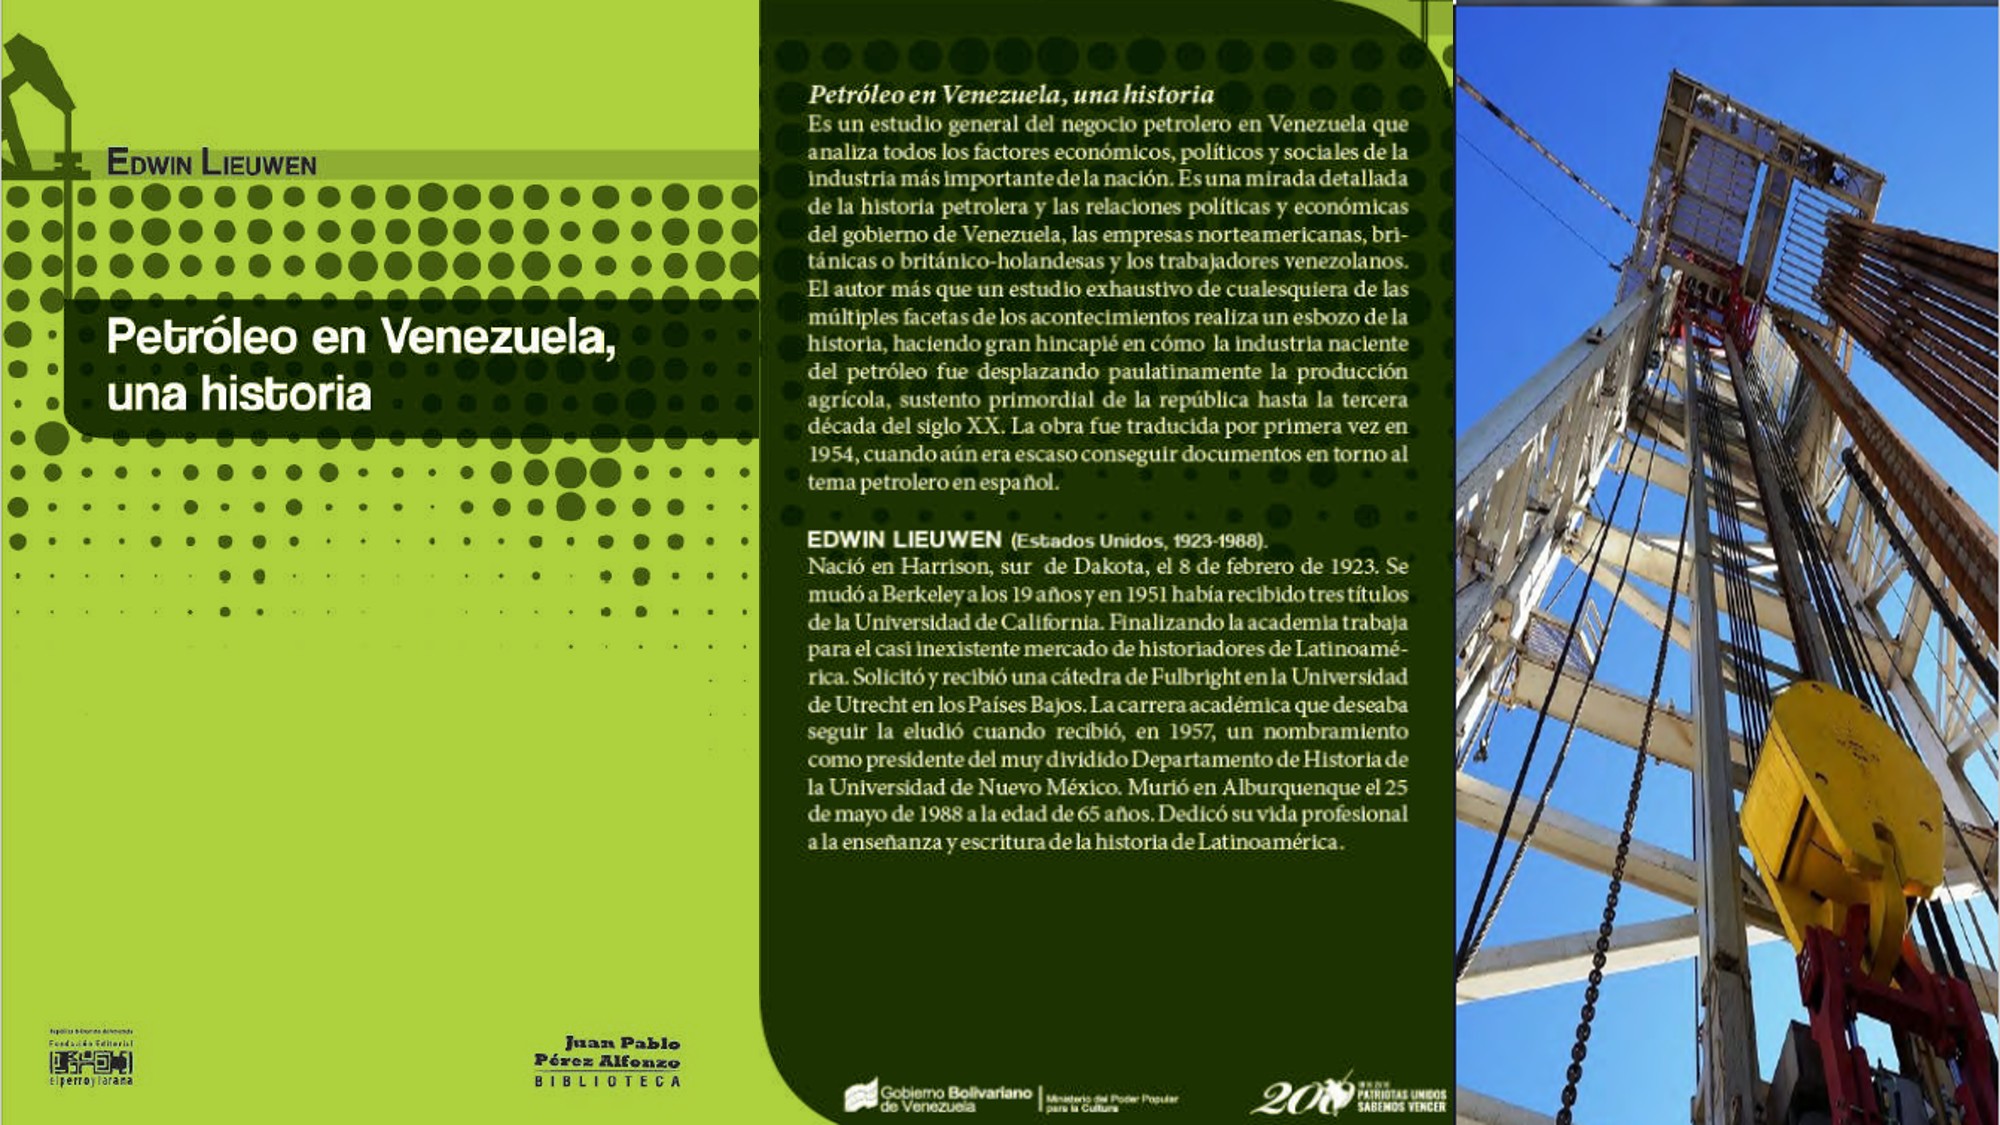 EDWIN LIEUWEN
Petróleo en Venezuela,
una historia
Fundación Editorial
elperroylarana
Juan Pablo
Pérez Alfonzo
BIBLIOTECA
Petróleo en Venezuela, una historia
Es un estudio general del negocio petrolero en Venezuela que
analiza todos los factores económicos, políticos y sociales de la
industria más importante de la nación. Es una mirada detallada
de la historia petrolera y las relaciones políticas y económicas
del gobierno de Venezuela, las empresas norteamericanas, bri-
tánicas o británico-holandesas y los trabajadores venezolanos.
El autor más que un estudio exhaustivo de cualesquiera de las
múltiples facetas de los acontecimientos realiza un esbozo de la
historia, haciendo gran hincapié en cómo la industria naciente
del petróleo fue desplazando paulatinamente la producción
agrícola, sustento primordial de la república hasta la tercera
década del siglo XX. La obra fue traducida por primera vez en
1954, cuando aún era escaso conseguir documentos en torno al
tema petrolero en español.
EDWIN LIEUWEN (Estados Unidos, 1923-1988).
Nació en Harrison, sur de Dakota, el 8 de febrero de 1923. Se
mudó a Berkeley a los 19 años y en 1951 había recibido tres títulos
de la Universidad de California. Finalizando la academia trabaja
para el casi inexistente mercado de historiadores de Latinoamé-
rica. Solicitó y recibió una cátedra de Fulbright en la Universidad
de Utrecht en los Países Bajos. La carrera académica que deseaba
seguir la eludió cuando recibió, en 1957, un nombramiento
como presidente del muy dividido Departamento de Historia de
la Universidad de Nuevo México. Murió en Alburquenque el 25
de mayo de 1988 a la edad de 65 años. Dedicó su vida profesional
a la enseñanza y escritura de la historia de Latinoamérica.
Gobierno Bolivariano
de Venezuela
Ministerio del Poder Popular
para la Cultura
200
PATRIOTAS UNIDOS
SABEMOS VENCER